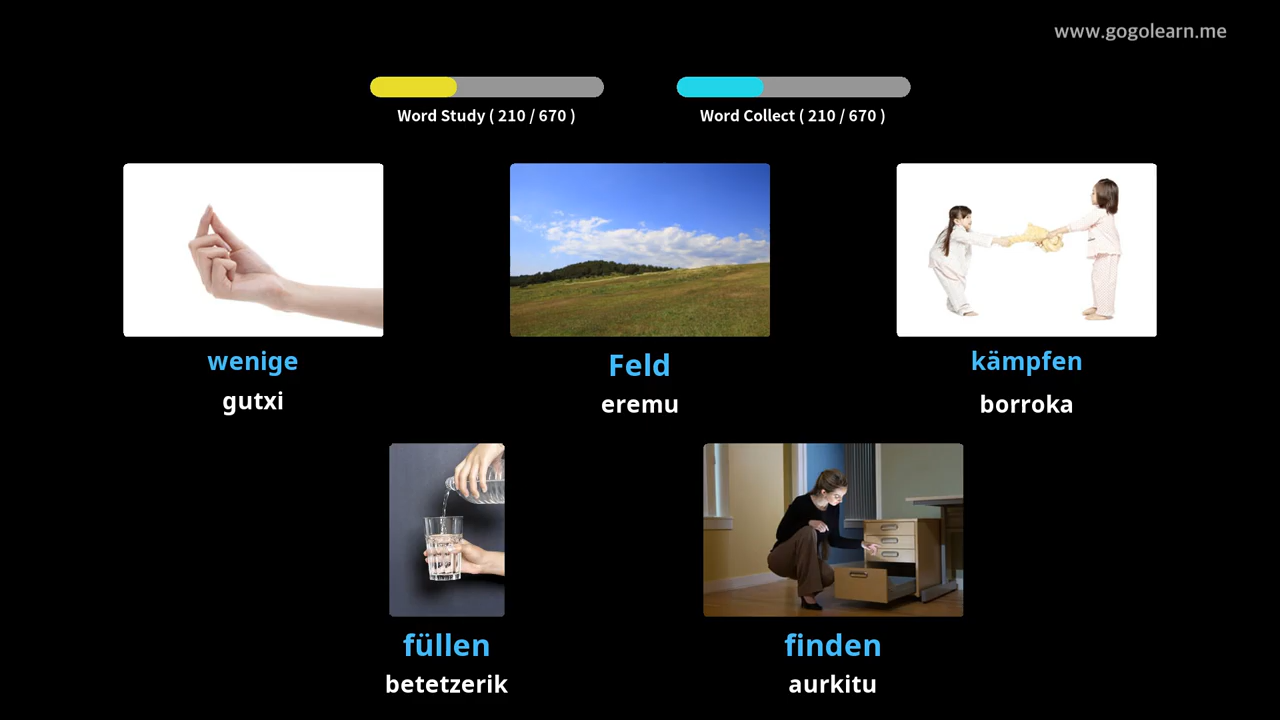 www.gogolearn.me
Word Study ( 210 / 670 )
Word Collect ( 210 / 670 )
wenige
gutxi
Feld
eremu
kämpfen
borroka
füllen
betetzerik
finden
aurkitu